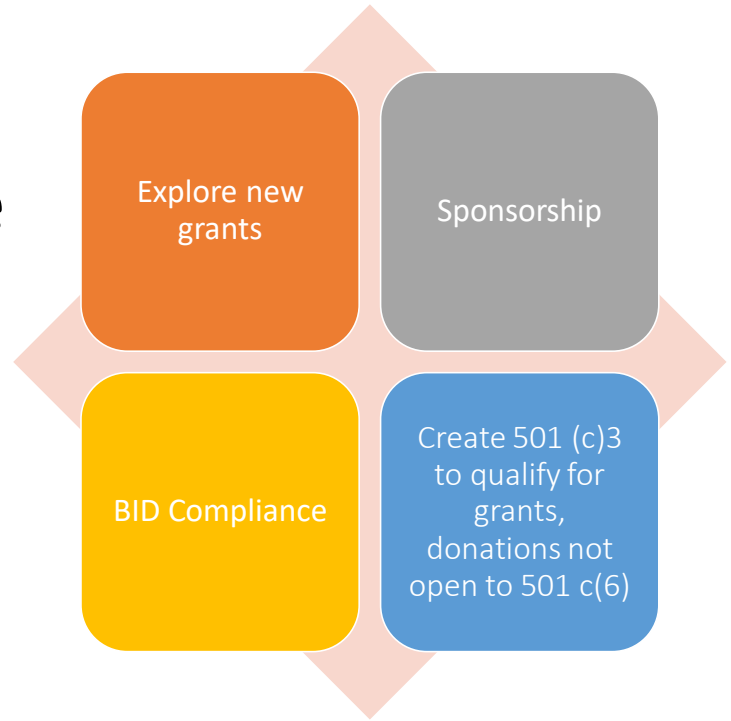 e
Explore new
grants
Sponsorship
BID Compliance
Create 501 (c)3
to qualify for
grants,
donations not
open to 501 c(6)